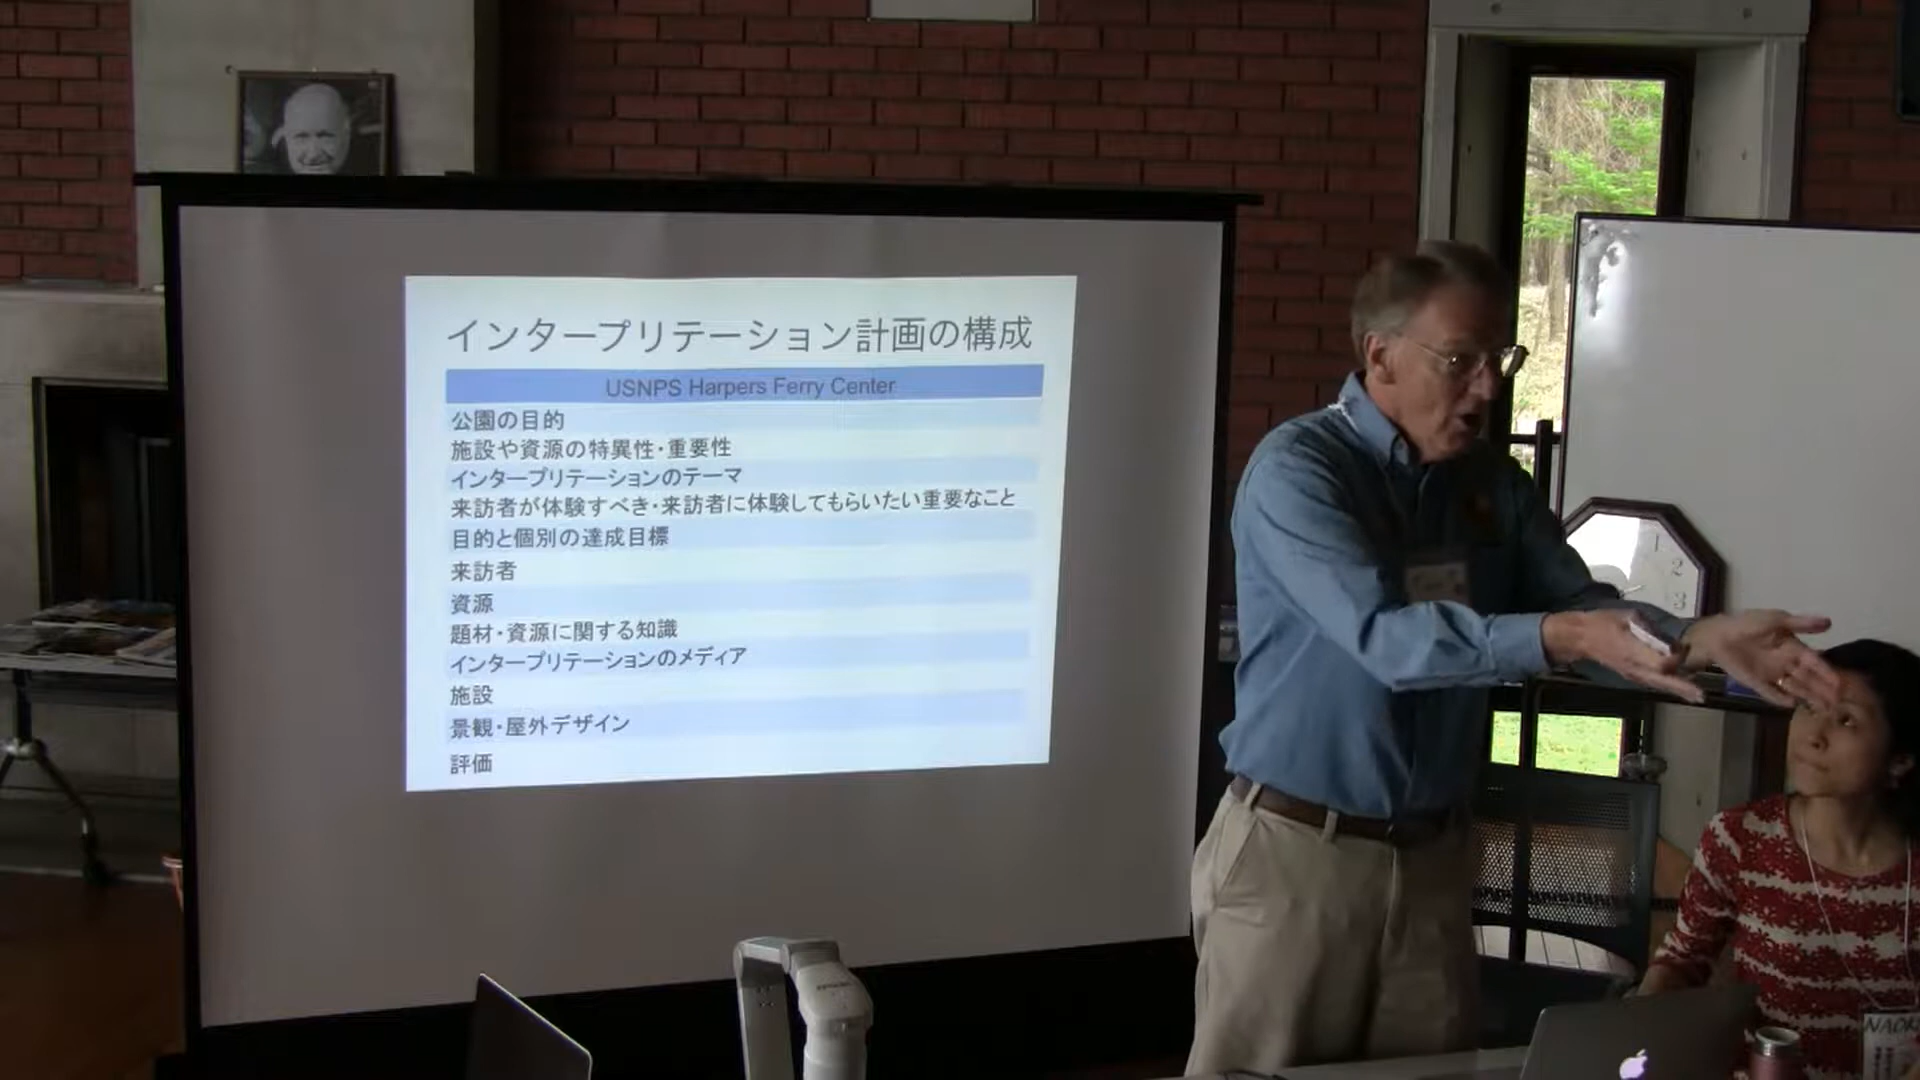 インタープリテーション計画の構成
USNPS Harpers Ferry Center
公園の目的
施設や資源の特異性・重要性
インタープリテーションのテーマ
来訪者が体験すべき・来訪者に体験してもらいたい重要なこと
目的と個別の達成目標
来訪者
資源
題材・資源に関する知識
インタープリテーションのメディア
施設
景観・屋外デザイン
評価
1
2
3